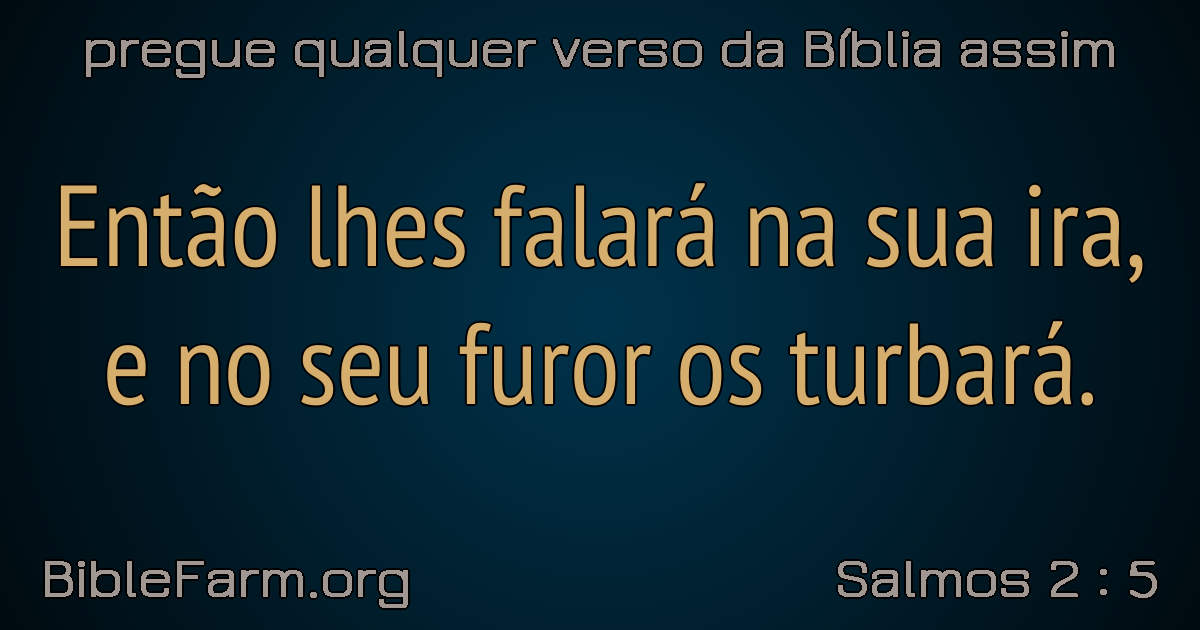 pregue qualquer verso da Bíblia assim
Então lhes falará na sua ira,
e no seu furor os turbará.
BibleFarm.org
Salmos 2 : 5